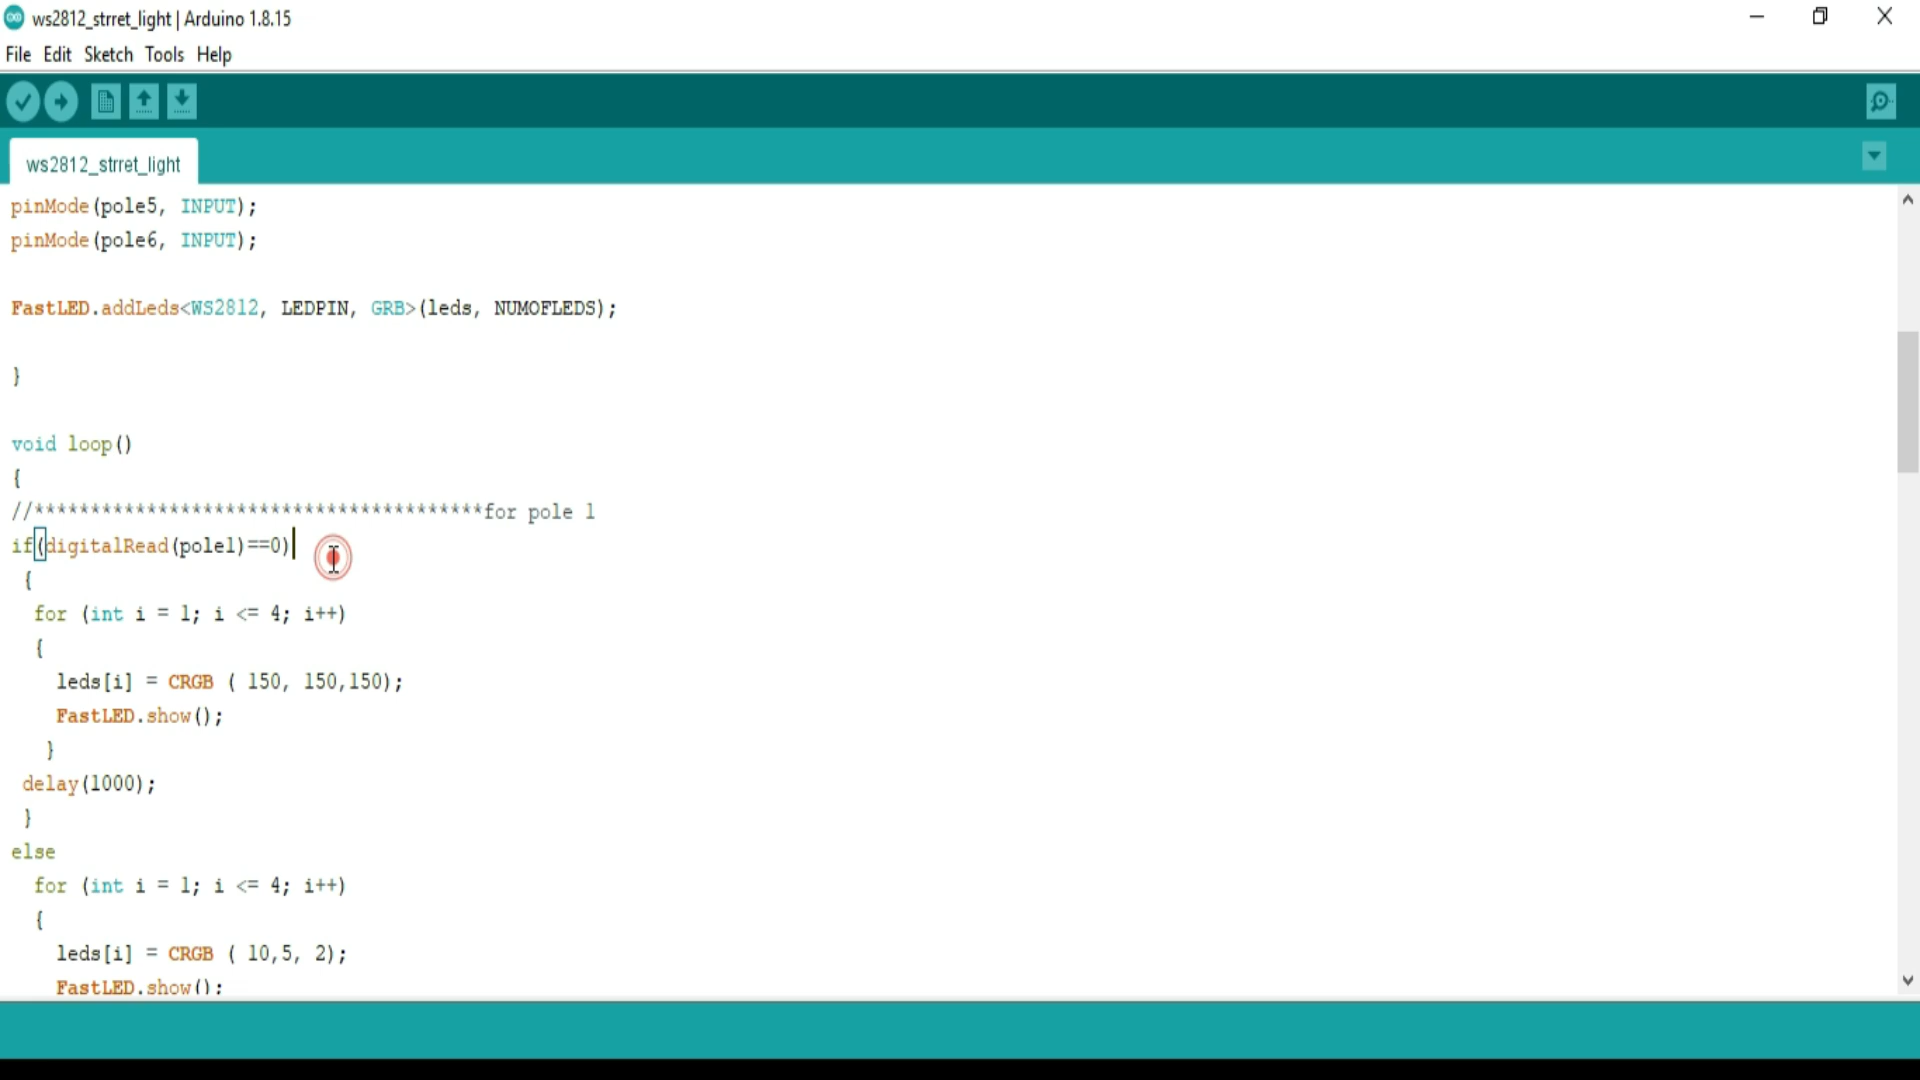 ws2812_strret_light | Arduino 1.8.15
File Edit Sketch Tools Help
ws2812_strret_light
pinMode(pole5, INPUT);
pinMode(pole6, INPUT);
FastLED.addLeds<WS2812, LEDPIN, GRB>(leds, NUMOFLEDS);
}
void loop()
{
//****************************************for pole 1
if(digitalRead(pole1)==0)
{
for (int i = 1; i <= 4; i++)
{
leds[i] = CRGB ( 150, 150,150);
FastLED.show();
}
delay(1000);
}
else
for (int i = 1; i <= 4; i++)
{
leds[i] = CRGB ( 10,5, 2);
FastLED.show();